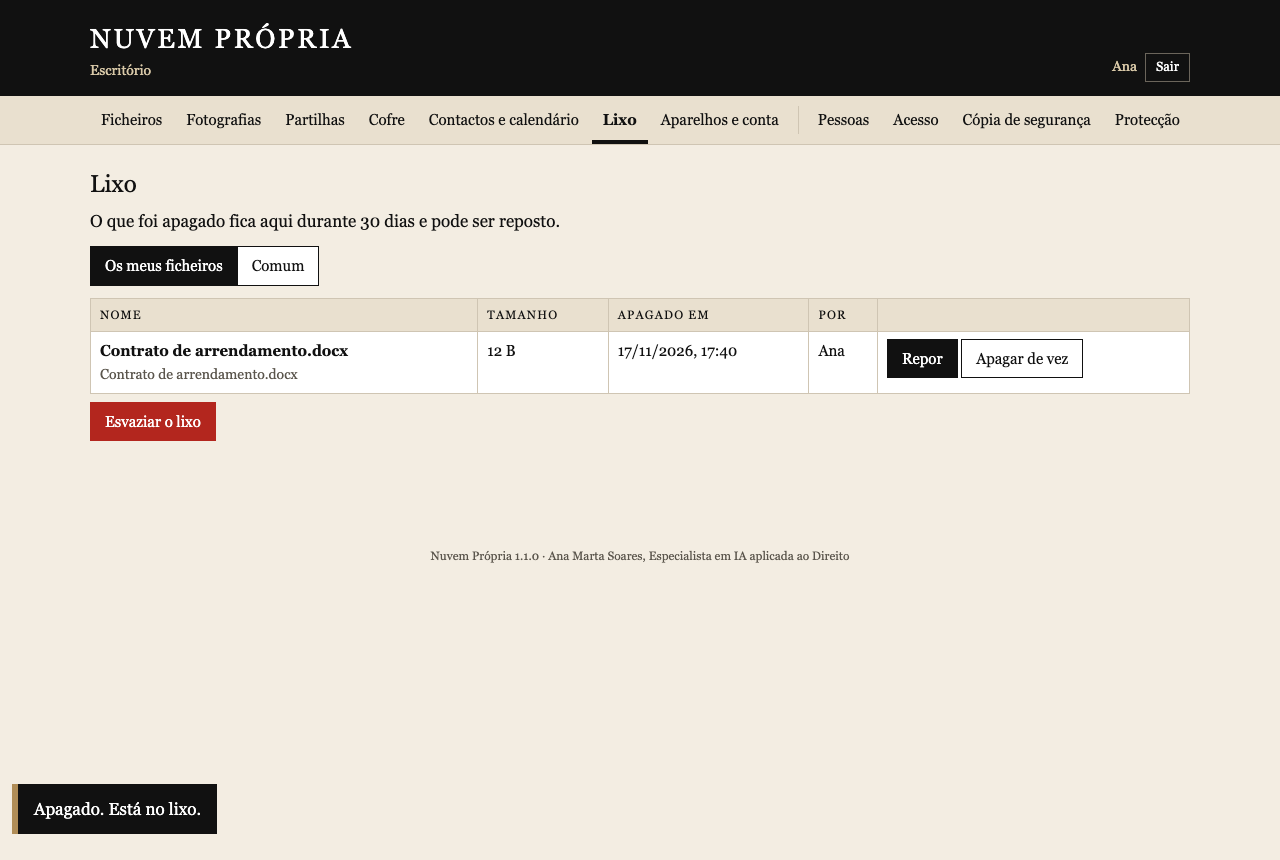 NUVEM PRÓPRIA
Escritório
Ana Sair
Ficheiros Fotografias Partilhas Cofre Contactos e calendário Lixo Aparelhos e conta Pessoas Acesso Cópia de segurança Protecção
Lixo
O que foi apagado fica aqui durante 30 dias e pode ser reposto.
Os meus ficheiros Comum
NOME TAMANHO APAGADO EM POR
Contrato de arrendamento.docx 12 B 17/11/2026, 17:40 Ana Repor Apagar de vez
Contrato de arrendamento.docx
Esvaziar o lixo
Nuvem Própria 1.1.0 · Ana Marta Soares, Especialista em IA aplicada ao Direito
Apagado. Está no lixo.